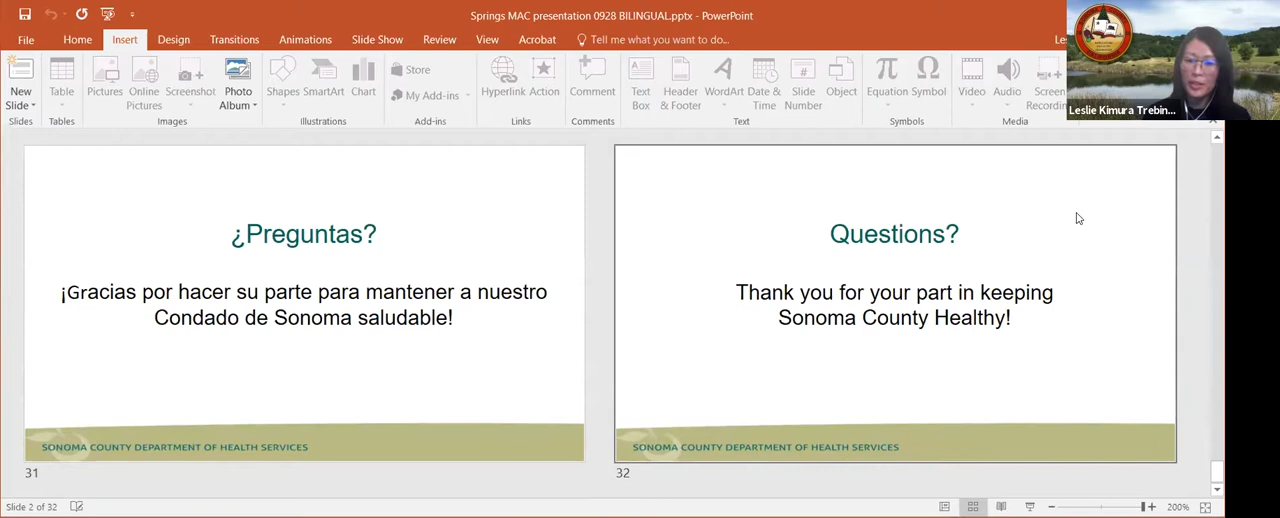 Springs MAC presentation 0928 BILINGUAL.pptx - PowerPoint
File Home Insert Design Transitions Animations Slide Show Review View Acrobat Tell me what you want to do...
New Slide
Table
Pictures
Online Pictures
Screenshot
Photo Album
Shapes
SmartArt
Chart
Store
My Add-ins
Hyperlink
Action
Comment
Text Box
Header & Footer
WordArt
Date & Time
Slide Number
Object
Equation
Symbol
Video
Audio
Screen Recording
Slides Tables Images Illustrations Add-ins Links Comments Text Symbols Media
Leslie Kimura Trebin...
¿Preguntas?
¡Gracias por hacer su parte para mantener a nuestro
Condado de Sonoma saludable!
SONOMA COUNTY DEPARTMENT OF HEALTH SERVICES
31
Questions?
Thank you for your part in keeping
Sonoma County Healthy!
SONOMA COUNTY DEPARTMENT OF HEALTH SERVICES
32
Slide 2 of 32
200%